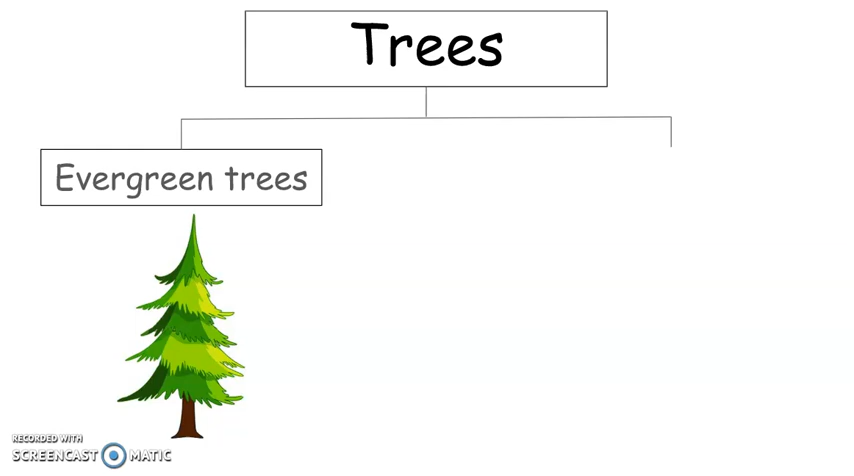 Trees
Evergreen trees
RECORDED WITH
SCREENCAST MATIC